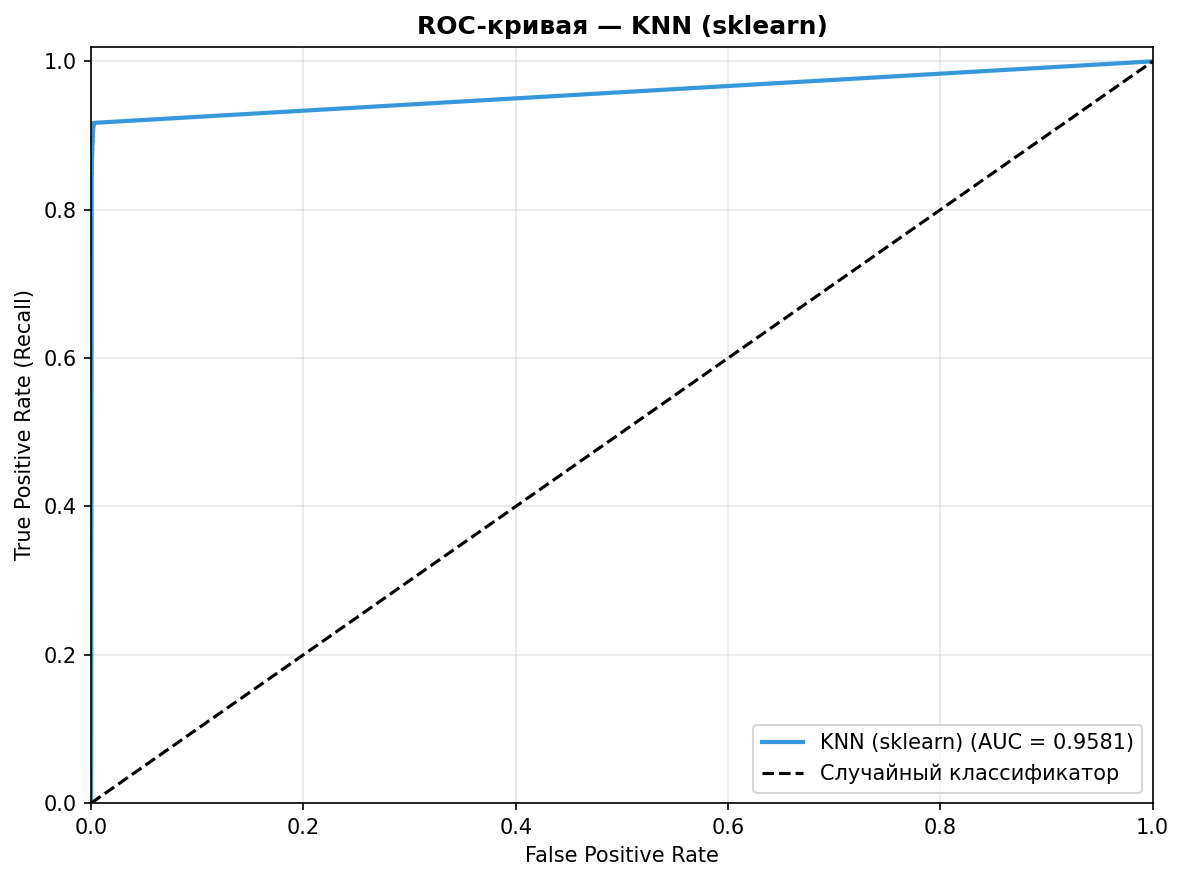 ROC-кривая — KNN (sklearn)
True Positive Rate (Recall)
1.0
0.8
0.6
0.4
0.2
0.0
KNN (sklearn) (AUC = 0.9581)
Случайный классификатор
0.0 0.2 0.4 0.6 0.8 1.0
False Positive Rate